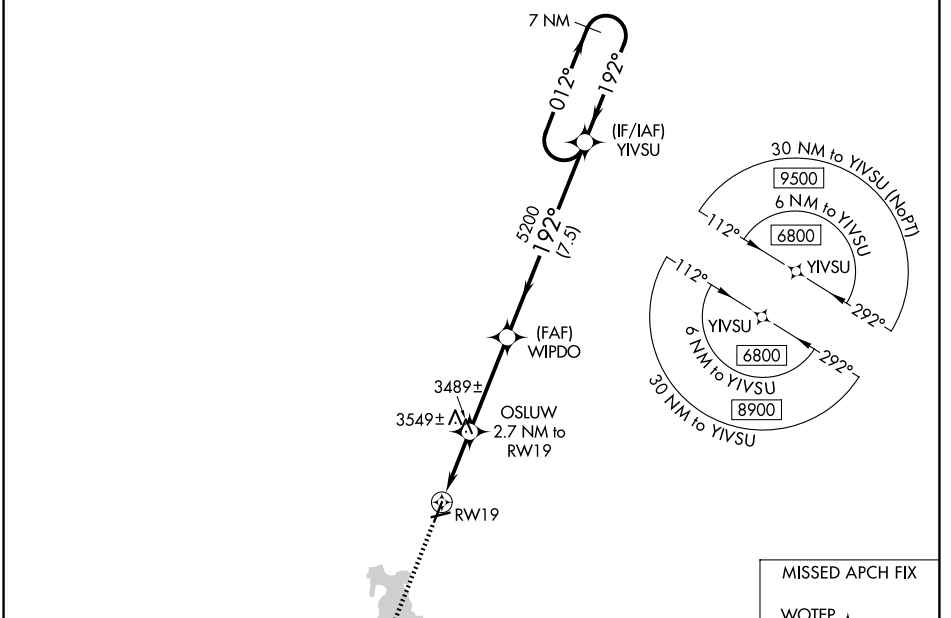 7 NM
012°
192°
(IF/IAF)
YIVSU
5200
192°
(7.5)
(FAF)
WIPDO
3489±
3549±
OSLUW
2.7 NM to
RW19
RW19
30 NM to YIVSU (NoPT)
9500
6 NM to YIVSU
6800
112°
YIVSU
292°
112°
YIVSU
292°
6800
6 NM to YIVSU
8900
30 NM to YIVSU
MISSED APCH FIX